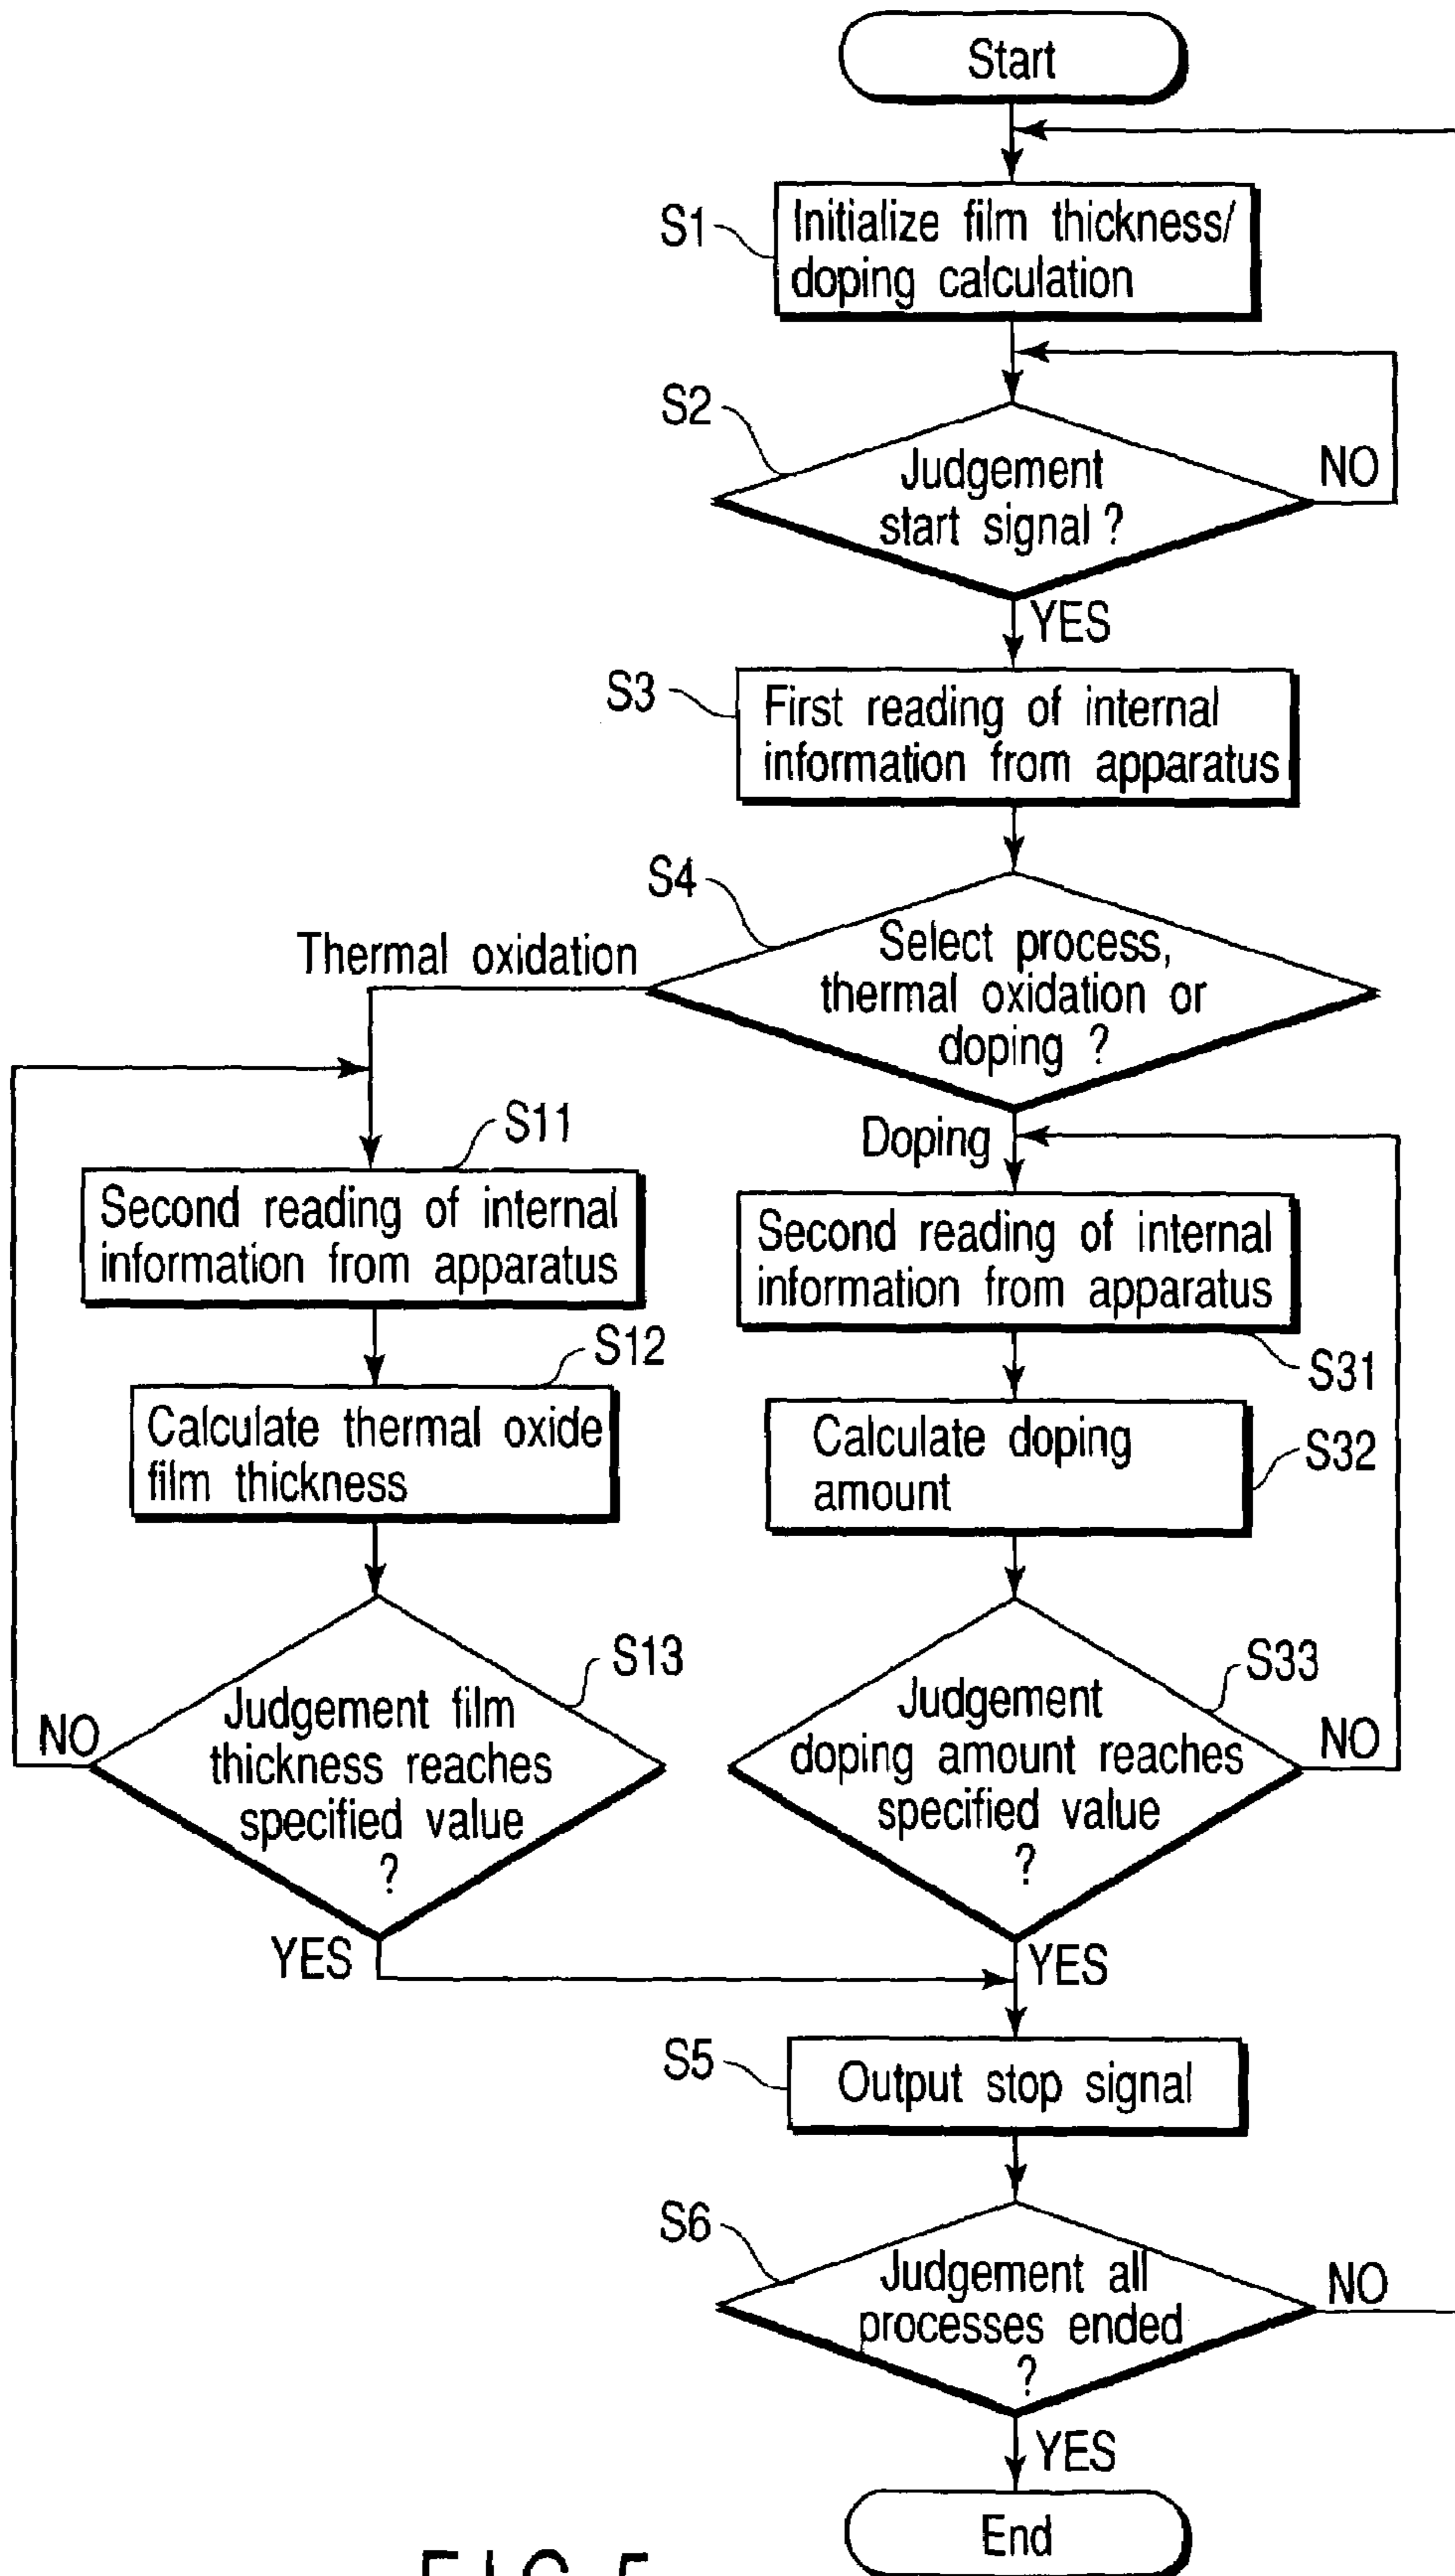 Start
S1
Initialize film thickness/
doping calculation
S2
Judgement
start signal ?
NO
YES
S3
First reading of internal
information from apparatus
S4
Select process,
thermal oxidation or
doping ?
Thermal oxidation
Doping
S11
Second reading of internal
information from apparatus
S12
Calculate thermal oxide
film thickness
S13
Judgement film
thickness reaches
specified value
?
NO
YES
Second reading of internal
information from apparatus
S31
Calculate doping
amount
S32
S33
Judgement
doping amount reaches
specified value
?
NO
YES
S5
Output stop signal
S6
Judgement all
processes ended
?
NO
YES
End
FIG.5